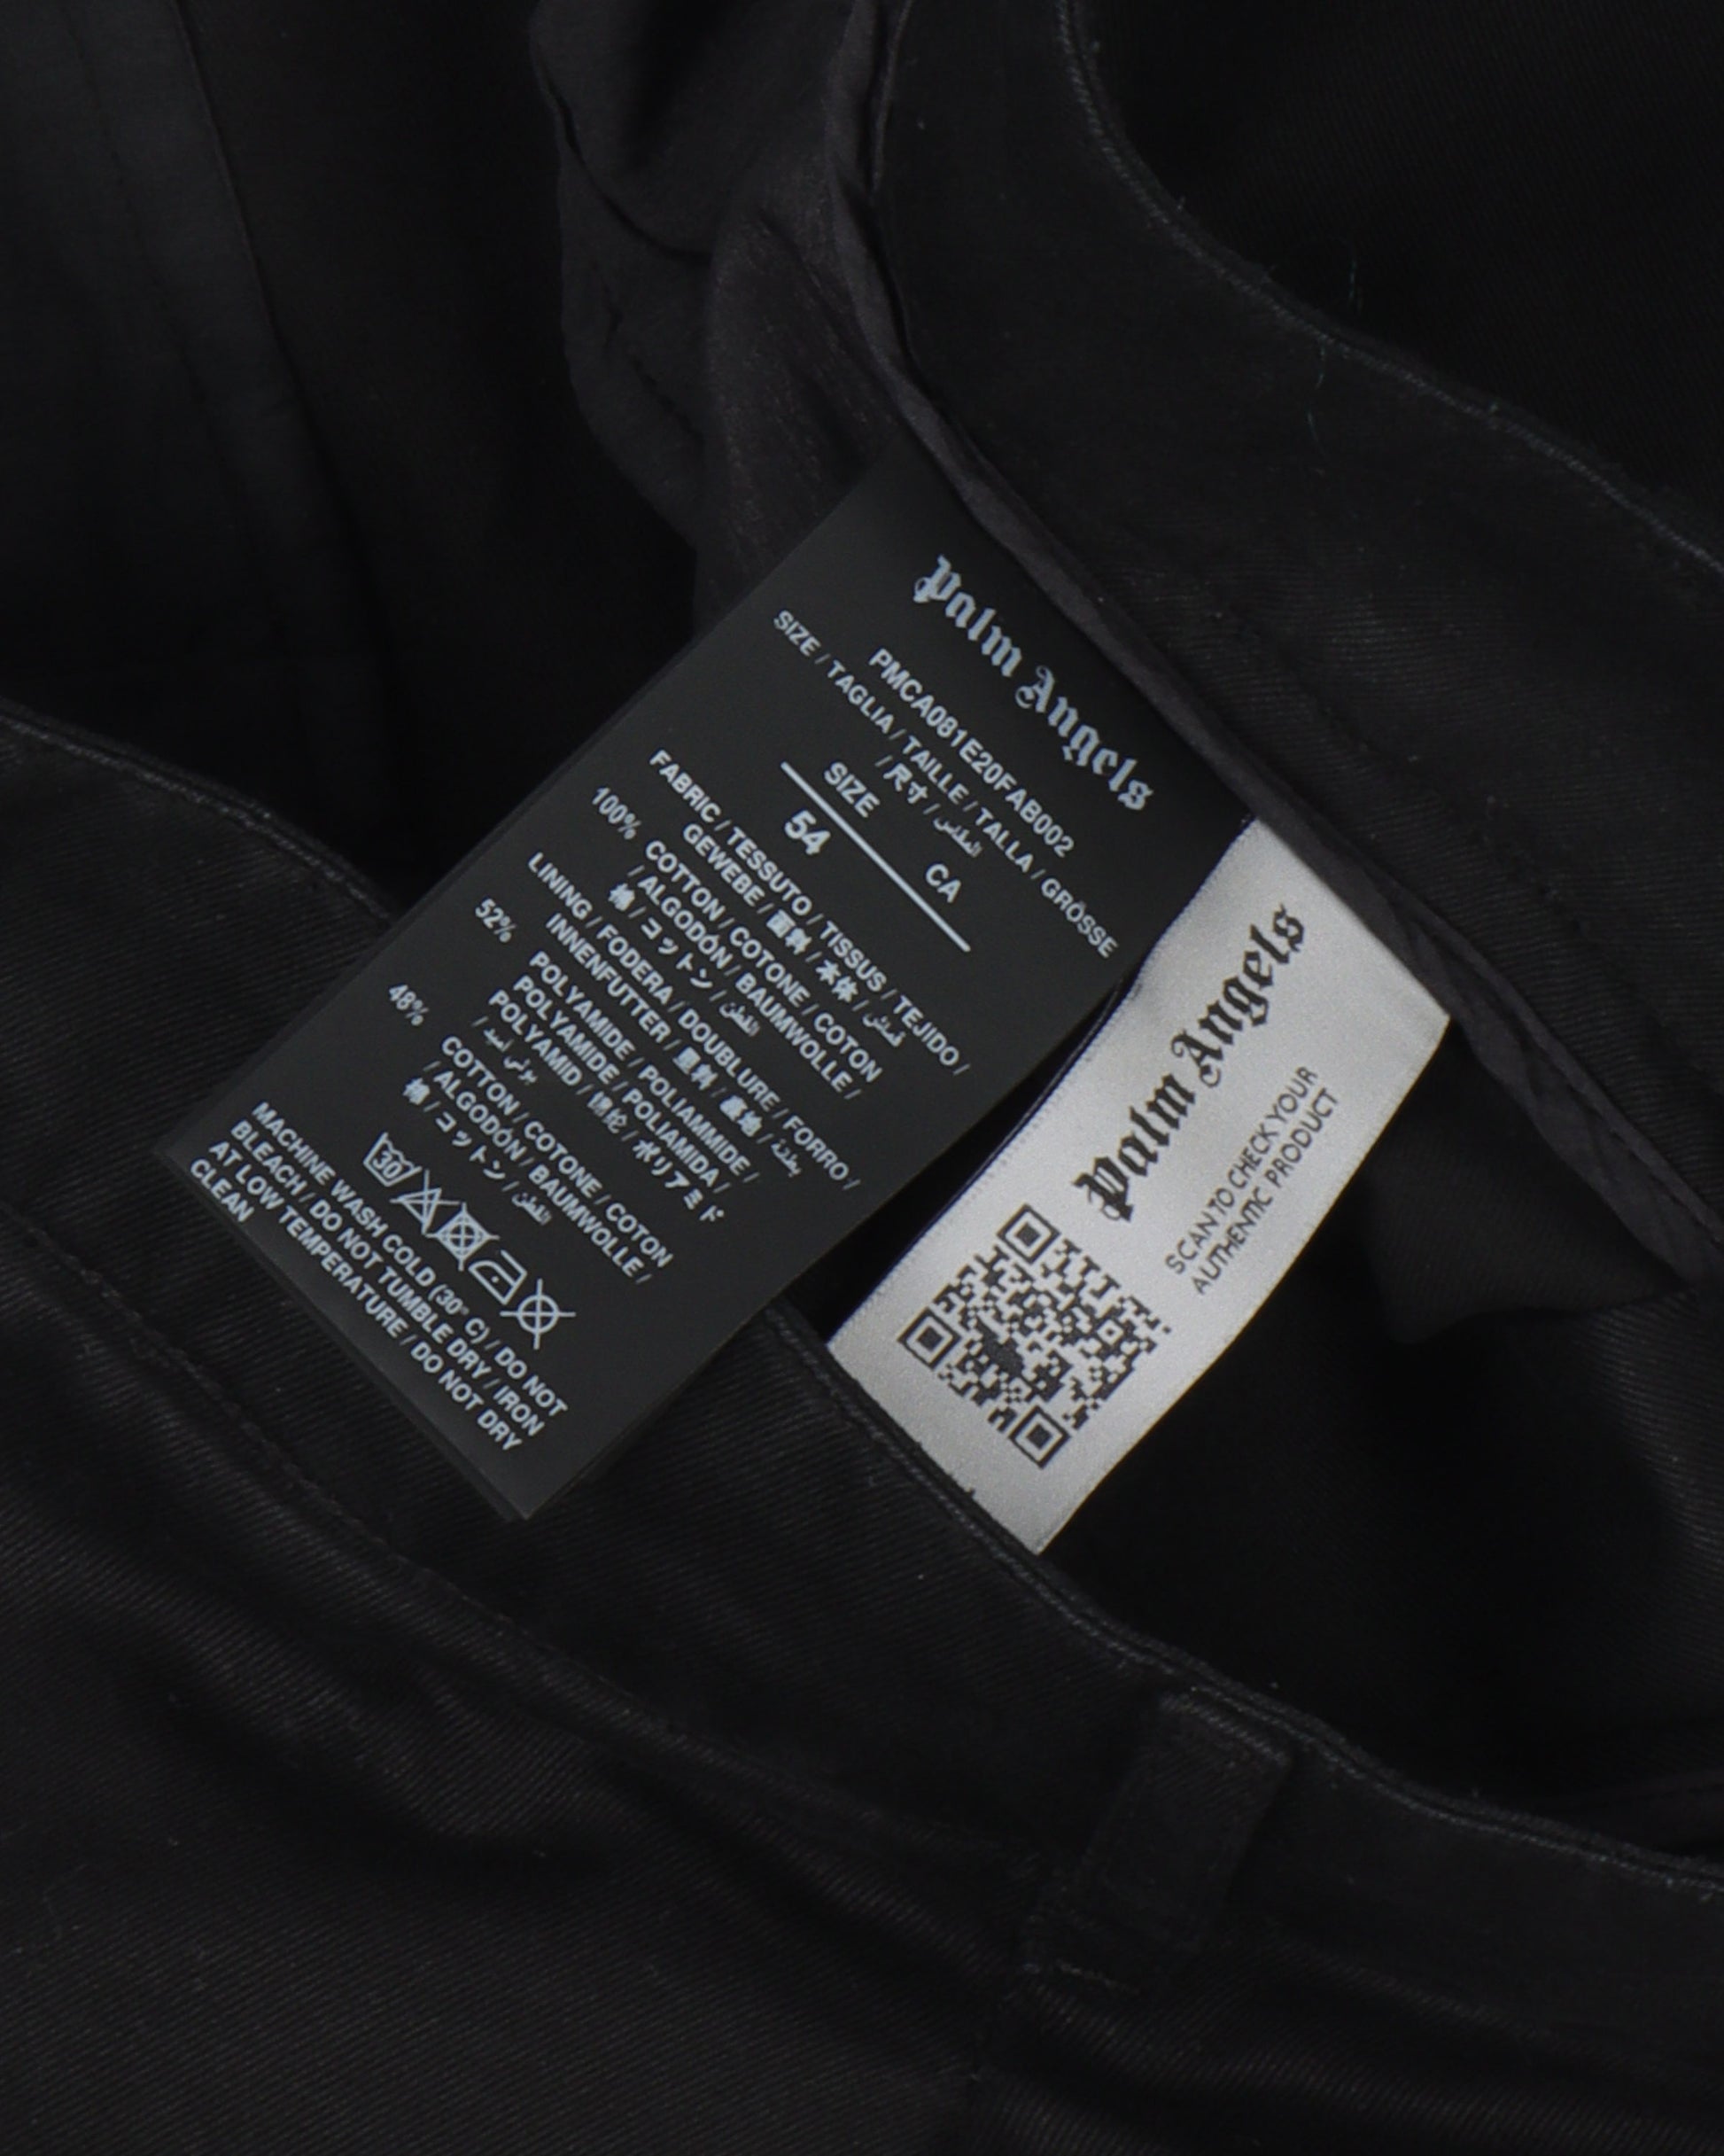 Palm Angels
PMCA081E20FAB002
SIZE / TAGLIA / TAILLE / TALLA / GRÖSSE
/ 尺寸 / المقاس
SIZE
54 CA
FABRIC / TESSUTO / TISSUS / TEJIDO /
GEWEBE / 面料 / 本体 / قماش
100% COTTON / COTONE / COTON
/ ALGODÓN / BAUMWOLLE /
棉 / コットン / القطن
LINING / FODERA / DOUBLURE / FORRO /
INNENFUTTER / 里料 / 裏地 / بطانة
52% POLYAMIDE / POLIAMMIDE /
POLYAMIDE / POLIAMIDA /
POLYAMID / 锦纶 / ポリアミド
/ بولي أميد
48% COTTON / COTONE / COTON
/ ALGODÓN / BAUMWOLLE /
棉 / コットン / القطن
30
MACHINE WASH COLD (30° C) / DO NOT
BLEACH / DO NOT TUMBLE DRY / IRON
AT LOW TEMPERATURE / DO NOT DRY
CLEAN
Palm Angels
SCAN TO CHECK YOUR
AUTHENTIC PRODUCT